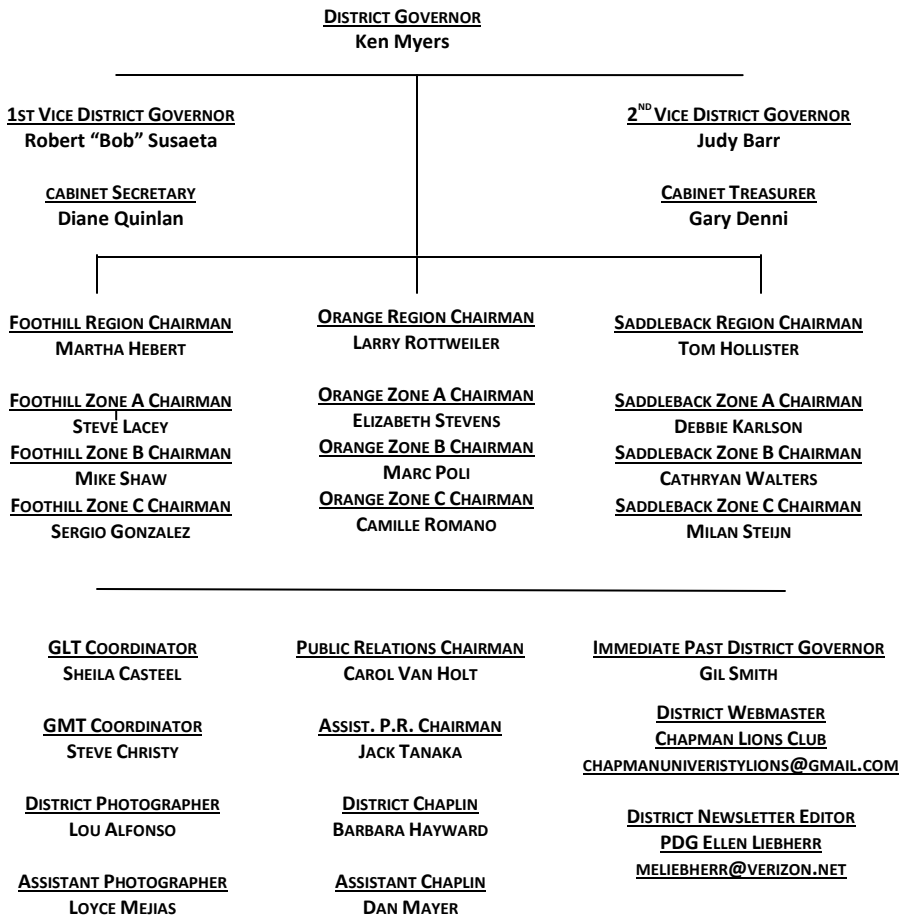 DISTRICT GOVERNOR
Ken Myers
1ST VICE DISTRICT GOVERNOR
Robert “Bob” Susaeta
2ND VICE DISTRICT GOVERNOR
Judy Barr
CABINET SECRETARY
Diane Quinlan
CABINET TREASURER
Gary Denni
FOOTHILL REGION CHAIRMAN
MARTHA HEBERT
FOOTHILL ZONE A CHAIRMAN
STEVE LACEY
FOOTHILL ZONE B CHAIRMAN
MIKE SHAW
FOOTHILL ZONE C CHAIRMAN
SERGIO GONZALEZ
ORANGE REGION CHAIRMAN
LARRY ROTTWEILER
ORANGE ZONE A CHAIRMAN
ELIZABETH STEVENS
ORANGE ZONE B CHAIRMAN
MARC POLI
ORANGE ZONE C CHAIRMAN
CAMILLE ROMANO
SADDLEBACK REGION CHAIRMAN
TOM HOLLISTER
SADDLEBACK ZONE A CHAIRMAN
DEBBIE KARLSON
SADDLEBACK ZONE B CHAIRMAN
CATHRYAN WALTERS
SADDLEBACK ZONE C CHAIRMAN
MILAN STEIJN
GLT COORDINATOR
SHEILA CASTEEL
GMT COORDINATOR
STEVE CHRISTY
DISTRICT PHOTOGRAPHER
LOU ALFONSO
ASSISTANT PHOTOGRAPHER
LOYCE MEJIAS
PUBLIC RELATIONS CHAIRMAN
CAROL VAN HOLT
ASSIST. P.R. CHAIRMAN
JACK TANAKA
DISTRICT CHAPLIN
BARBARA HAYWARD
ASSISTANT CHAPLIN
DAN MAYER
IMMEDIATE PAST DISTRICT GOVERNOR
GIL SMITH
DISTRICT WEBMASTER
CHAPMAN LIONS CLUB
CHAPMANUNIVERISTYLIONS@GMAIL.COM
DISTRICT NEWSLETTER EDITOR
PDG ELLEN LIEBHERR
MELIEBHERR@VERIZON.NET